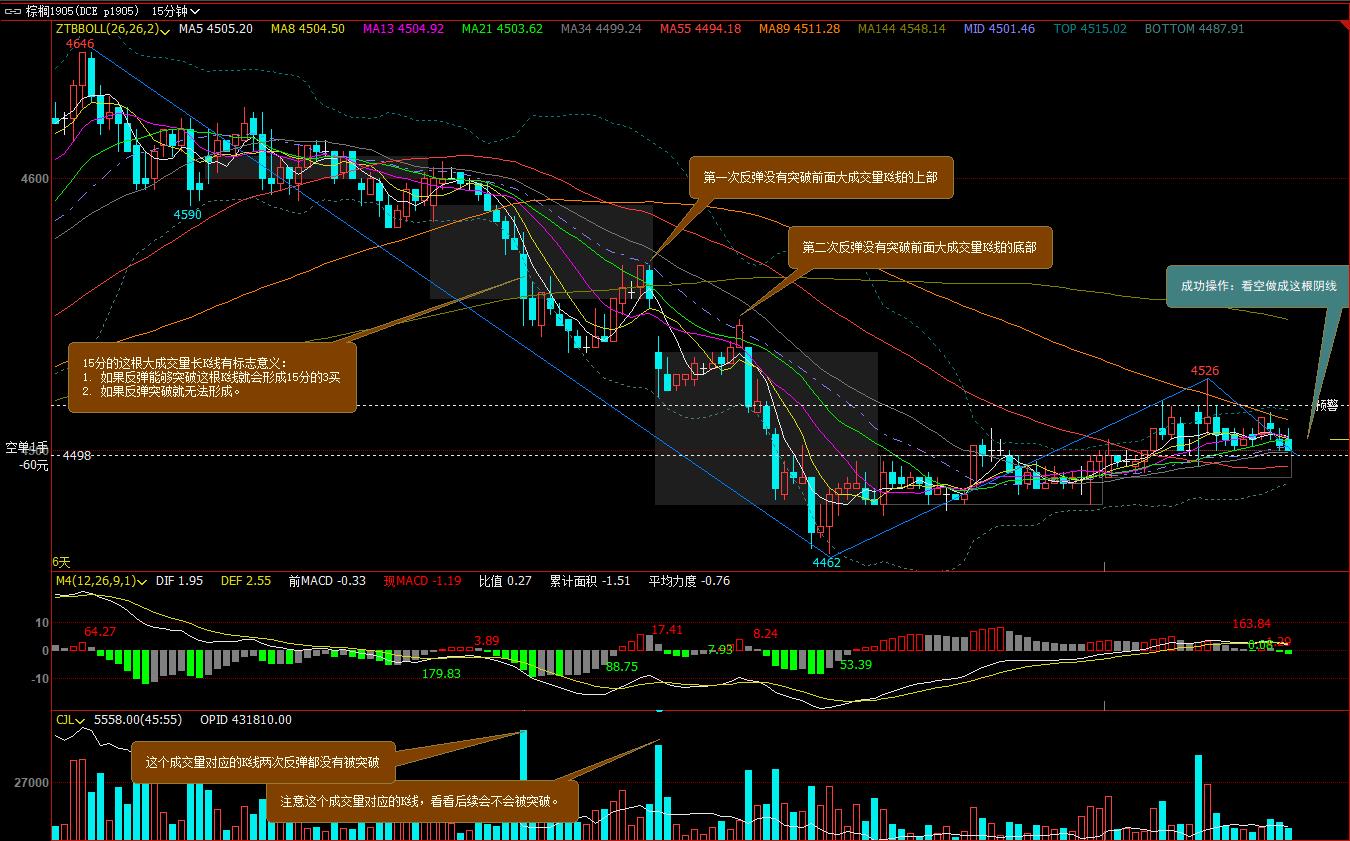 棕榈1905(DCE p1905) 15分钟
ZTBBOLL(26,26,2) MA5 4505.20 MA8 4504.50 MA13 4504.92 MA21 4503.62 MA34 4499.24 MA55 4494.18 MA89 4511.28 MA144 4548.14 MID 4501.46 TOP 4515.02 BOTTOM 4487.91
4646
第一次反弹没有突破前面大成交量K线的上部
4600
4590
第二次反弹没有突破前面大成交量K线的底部
成功操作：看空做成这根阴线
15分的这根大成交量长K线有标志意义：
1. 如果反弹能够突破这根K线就会形成15分的3买
2. 如果反弹突破就无法形成。
4526
预警
空单1手
-60元
4498
4462
6天
M4(12,26,9,1) DIF 1.95 DEF 2.55 前MACD -0.33 现MACD -1.19 比值 0.27 累计面积 -1.51 平均力度 -0.76
10
64.27
3.89
17.41
8.24
163.84
0
7.93
0.08
88.75
53.39
-10
179.83
CJL 5558.00(45:55) OPID 431810.00
这个成交量对应的K线两次反弹都没有被突破
27000
注意这个成交量对应的K线，看看后续会不会被突破。